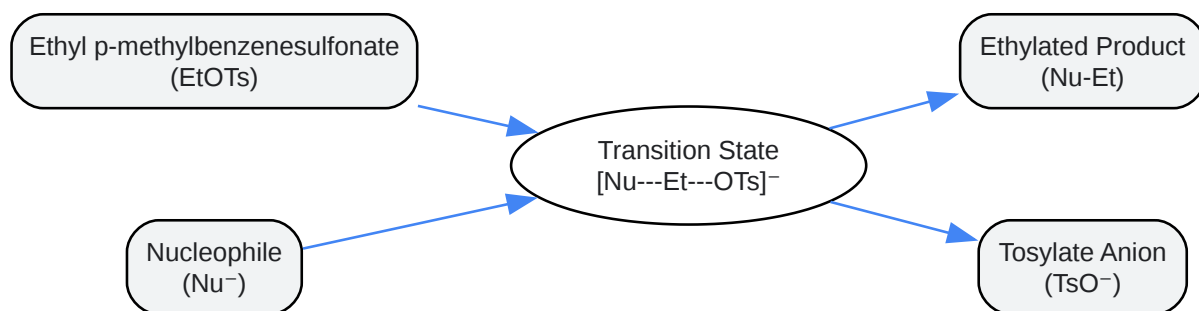 Ethyl p-methylbenzenesulfonate
(EtOTs)
Nucleophile
(Nu⁻)
Transition State
[Nu---Et---OTs]⁻
Ethylated Product
(Nu-Et)
Tosylate Anion
(TsO⁻)